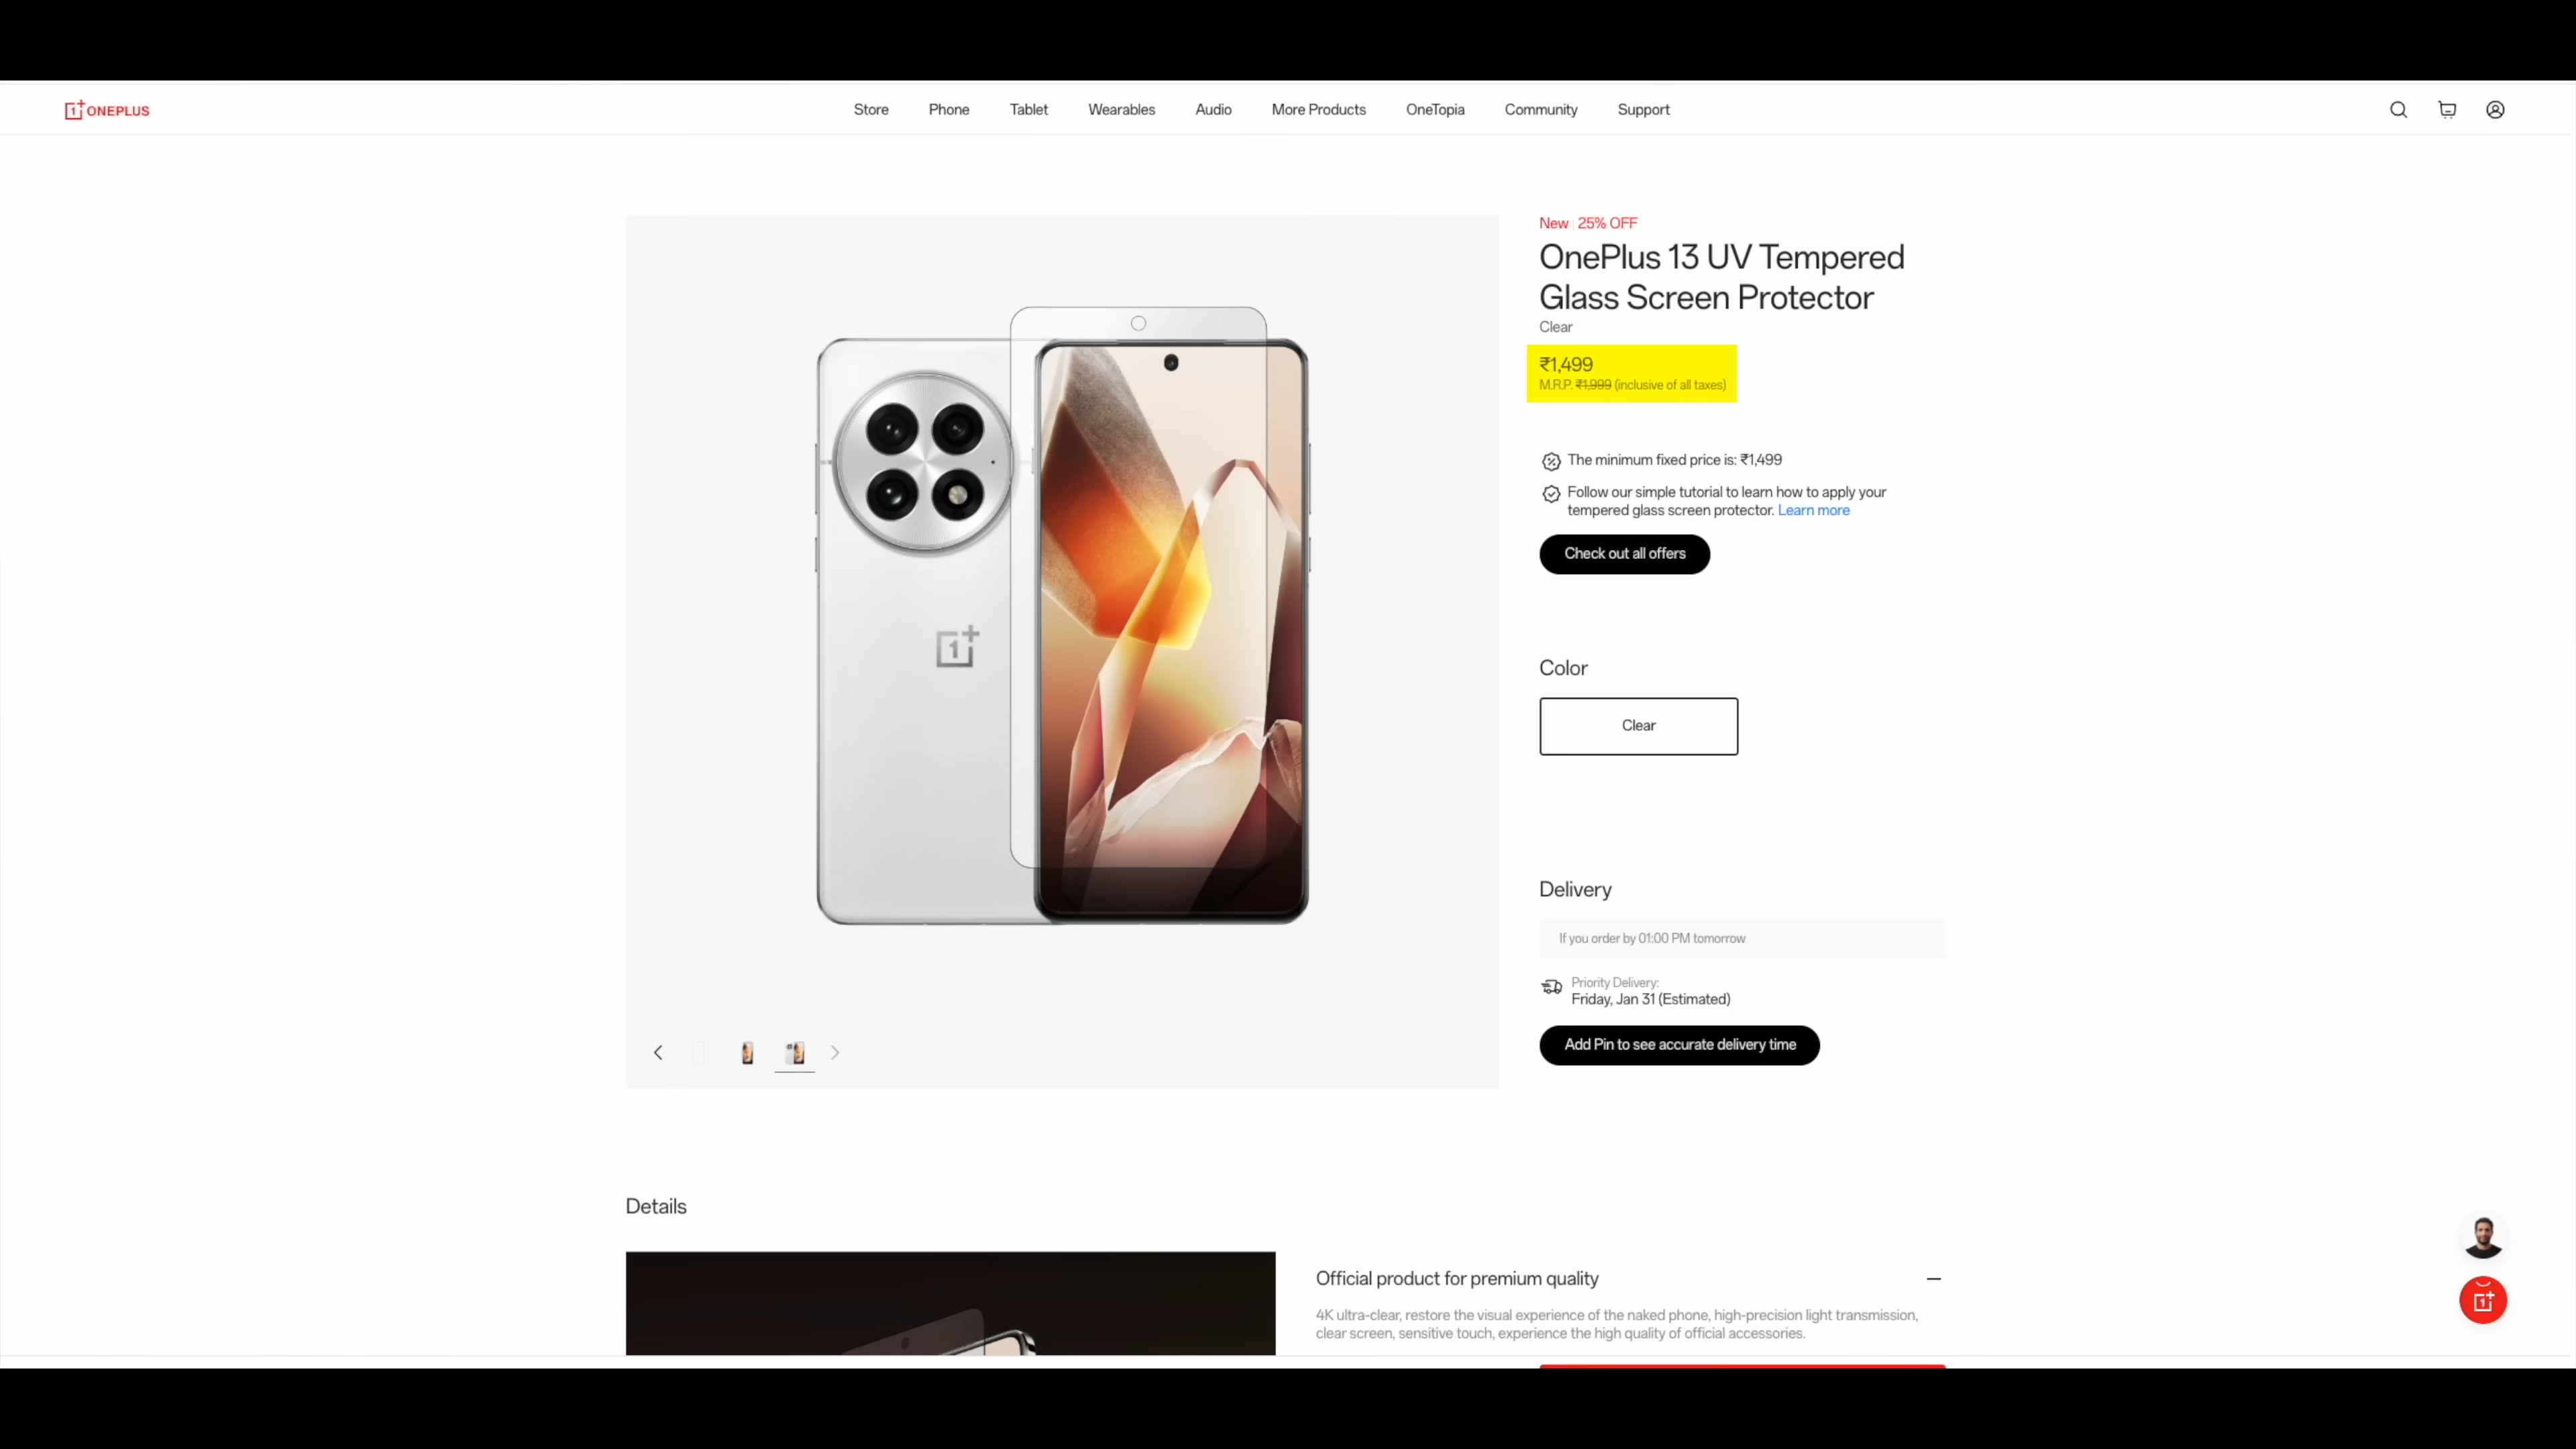 ONEPLUS
Store Phone Tablet Wearables Audio More Products OneTopia Community Support
New 25% OFF
OnePlus 13 UV Tempered
Glass Screen Protector
Clear
₹1,499
M.R.P. ₹1,999 (inclusive of all taxes)
The minimum fixed price is: ₹1,499
Follow our simple tutorial to learn how to apply your
tempered glass screen protector. Learn more
Check out all offers
Color
Clear
Delivery
If you order by 01:00 PM tomorrow
Priority Delivery:
Friday, Jan 31 (Estimated)
Add Pin to see accurate delivery time
Details
Official product for premium quality
4K ultra-clear, restore the visual experience of the naked phone, high-precision light transmission,
clear screen, sensitive touch, experience the high quality of official accessories.